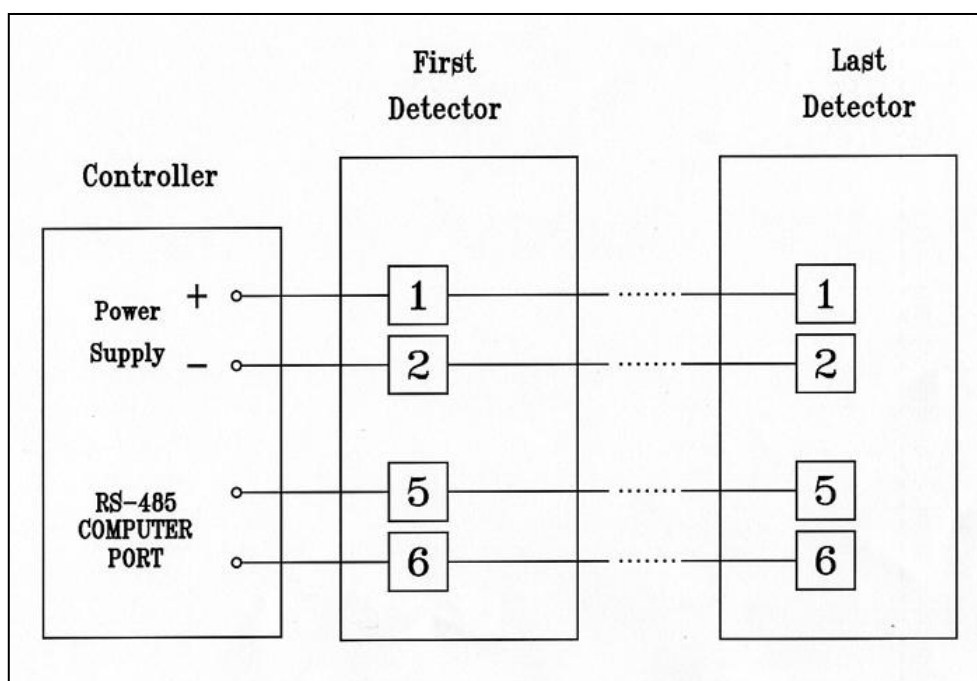 First
Detector
Last
Detector
Controller
Power
Supply
+
−
RS-485
COMPUTER
PORT
1
2
5
6
1
2
5
6